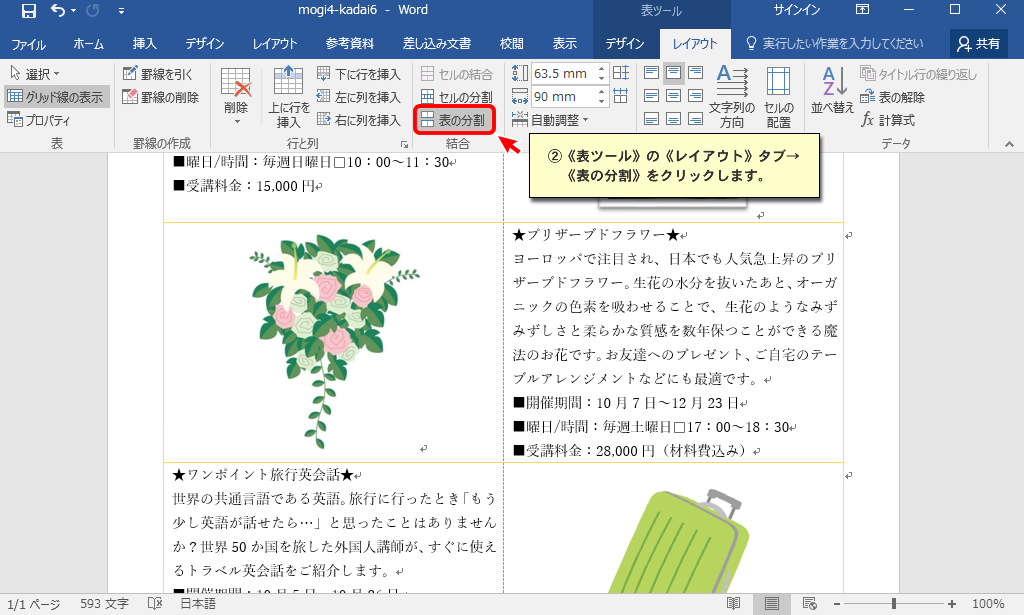 mogi4-kadai6 - Word
表ツール
サインイン
ファイル
ホーム
挿入
デザイン
レイアウト
参考資料
差し込み文書
校閲
表示
デザイン
レイアウト
実行したい作業を入力してください
共有
選択
グリッド線の表示
プロパティ
表
罫線を引く
罫線の削除
罫線の作成
削除
上に行を
挿入
下に行を挿入
左に列を挿入
右に列を挿入
行と列
セルの結合
セルの分割
表の分割
結合
63.5 mm
90 mm
自動調整
文字列の
方向
セルの
配置
並べ替え
タイトル行の繰り返し
表の解除
fx 計算式
データ
②《表ツール》の《レイアウト》タブ→
《表の分割》をクリックします。
■曜日/時間：毎週日曜日□10：00～11：30
■受講料金：15,000 円
★プリザーブドフラワー★
ヨーロッパで注目され、日本でも人気急上昇のプリ
ザーブドフラワー。生花の水分を抜いたあと、オーガ
ニックの色素を吸わせることで、生花のようなみず
みずしさと柔らかな質感を数年保つことができる魔
法のお花です。お友達へのプレゼント、ご自宅のテー
ブルアレンジメントなどにも最適です。
■開催期間：10 月 7 日～12 月 23 日
■曜日/時間：毎週土曜日□17：00～18：30
■受講料金：28,000 円（材料費込み）
★ワンポイント旅行英会話★
世界の共通言語である英語。旅行に行ったとき「もう
少し英語が話せたら…」と思ったことはありません
か？世界 50 か国を旅した外国人講師が、すぐに使え
るトラベル英会話をご紹介します。
1/1 ページ
593 文字
日本語
100%